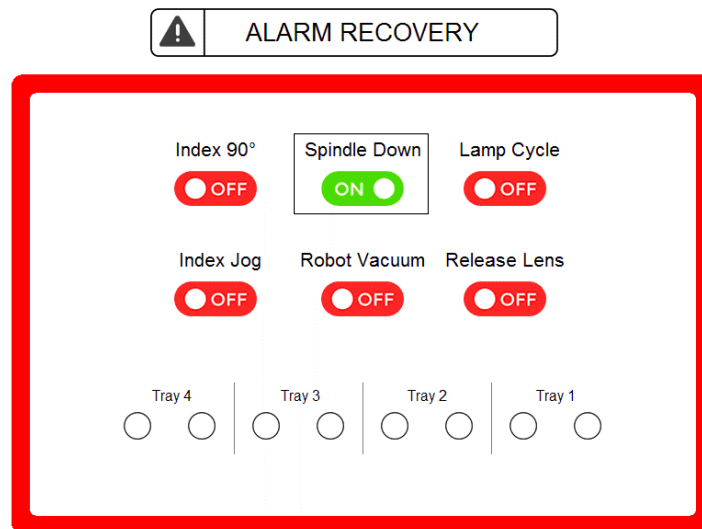 ALARM RECOVERY
Index 90° Spindle Down Lamp Cycle
OFF ON OFF
Index Jog Robot Vacuum Release Lens
OFF OFF OFF
Tray 4 Tray 3 Tray 2 Tray 1